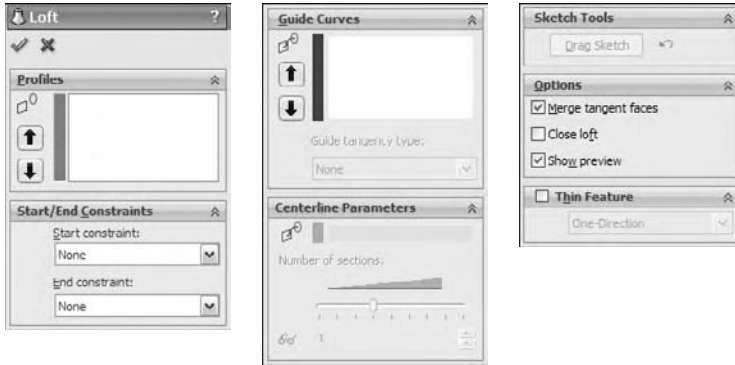 Loft ?
Profiles
0
Start/End Constraints
Start constraint:
None
End constraint:
None
Guide Curves
Guide tangency type:
None
Centerline Parameters
Number of sections:
1
Sketch Tools
Drag Sketch
Options
Merge tangent faces
Close loft
Show preview
Thin Feature
One-Direction